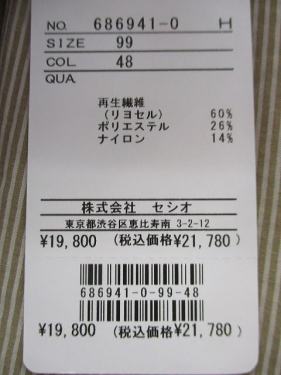 NO. 686941-0 H
SIZE 99
COL. 48
QUA.
再生繊維
(リヨセル) 60%
ポリエステル 26%
ナイロン 14%
株式会社 セシオ
東京都渋谷区恵比寿南 3-2-12
¥19,800 (税込価格¥21,780 )
686941-0-99-48
¥19,800 (税込価格¥21,780 )